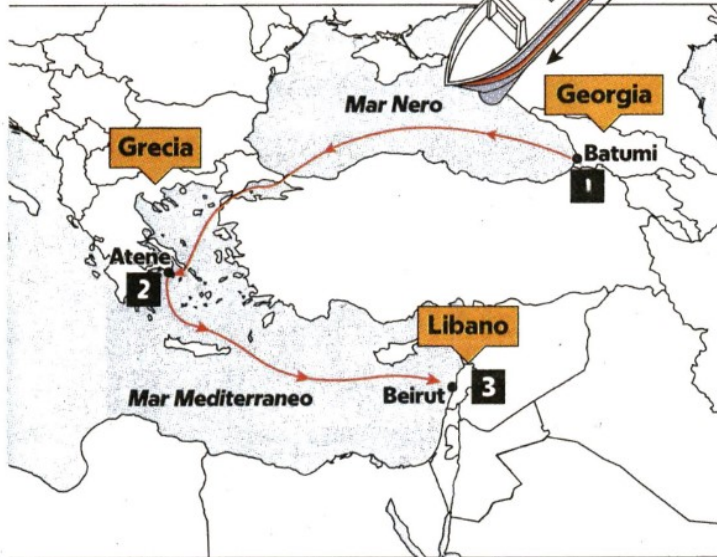 Mar Nero
Georgia
Grecia
Batumi
1
Atene
2
Libano
Mar Mediterraneo
Beirut
3